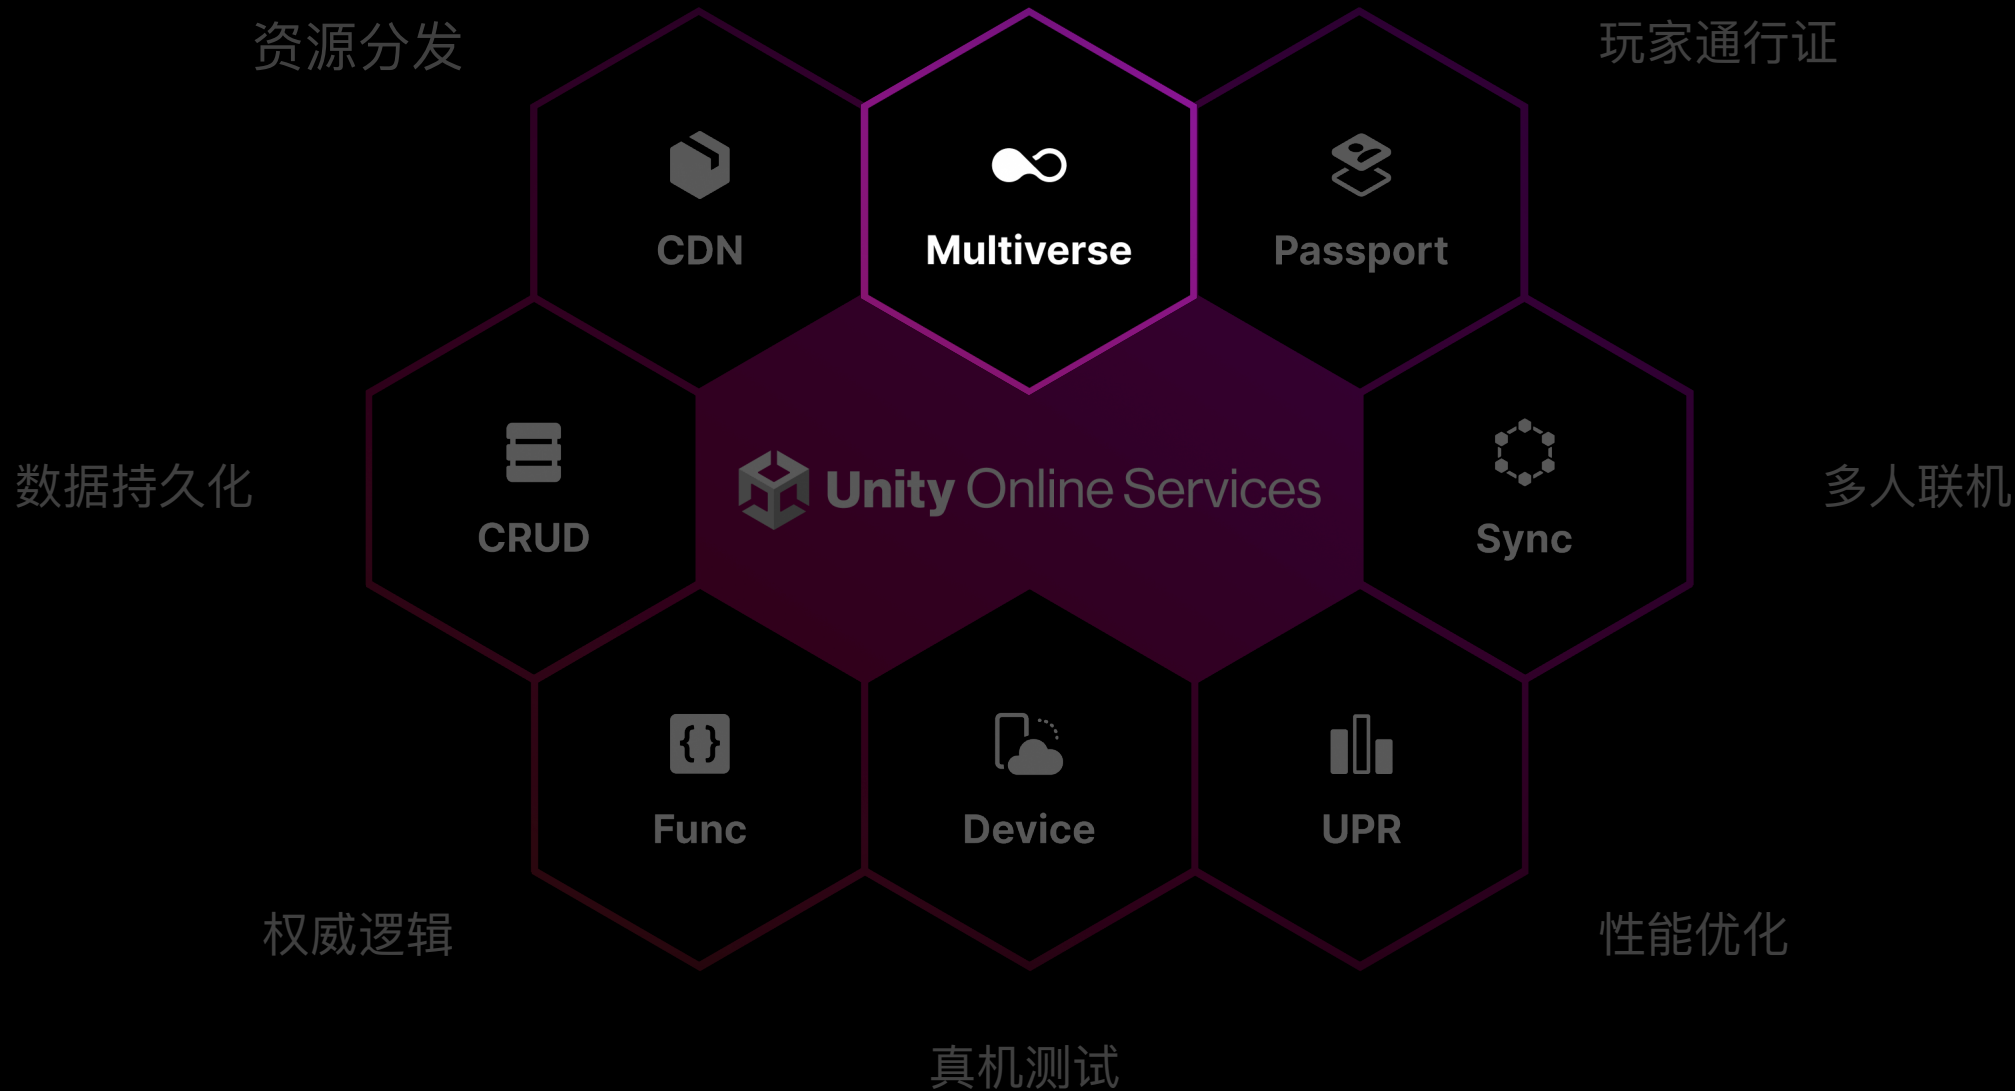 资源分发
玩家通行证
CDN
Multiverse
Passport
数据持久化
CRUD
Unity Online Services
Sync
多人联机
Func
Device
UPR
权威逻辑
性能优化
真机测试